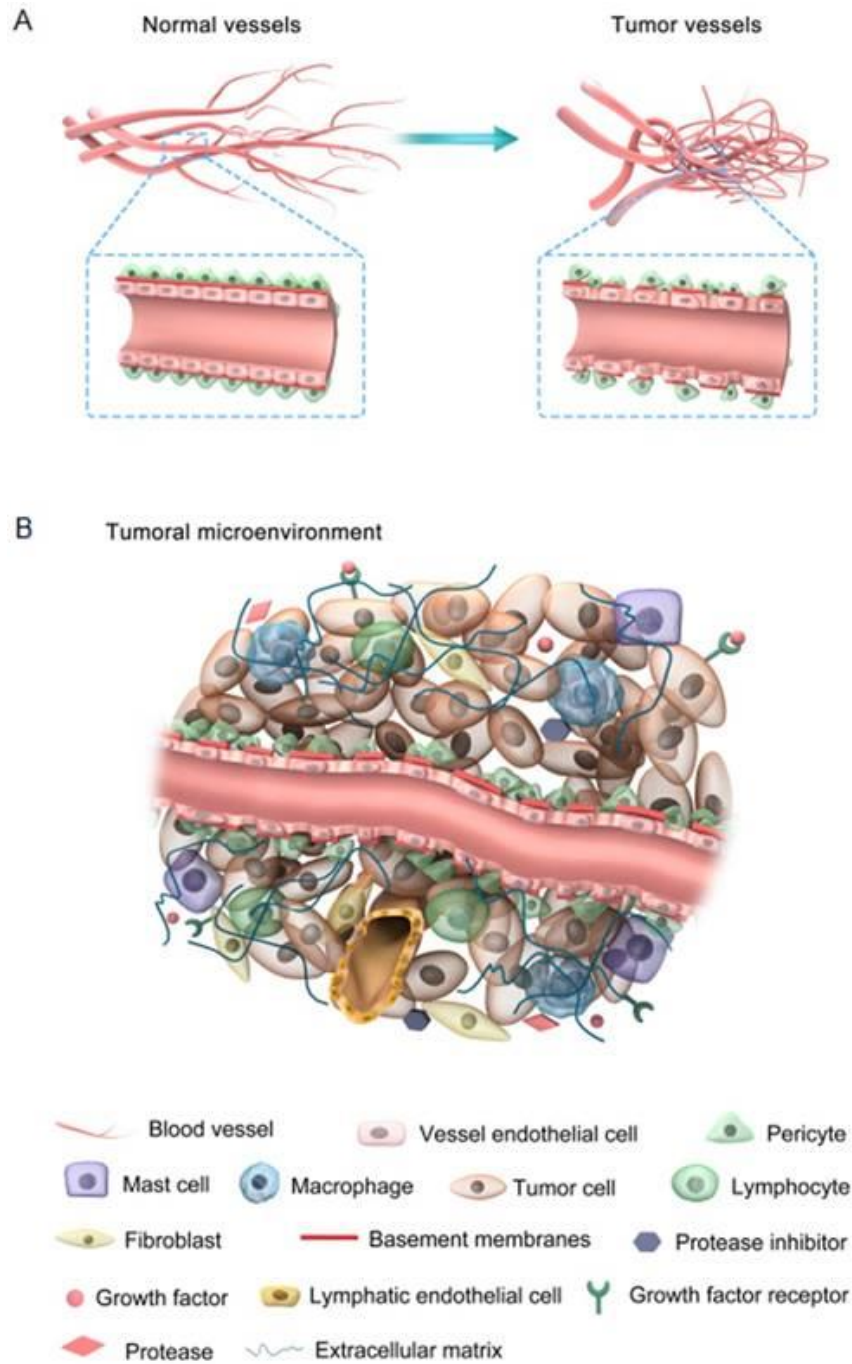 A
Normal vessels
Tumor vessels
B
Tumoral microenvironment
Blood vessel
Vessel endothelial cell
Pericyte
Mast cell
Macrophage
Tumor cell
Lymphocyte
Fibroblast
Basement membranes
Protease inhibitor
Growth factor
Lymphatic endothelial cell
Growth factor receptor
Protease
Extracellular matrix